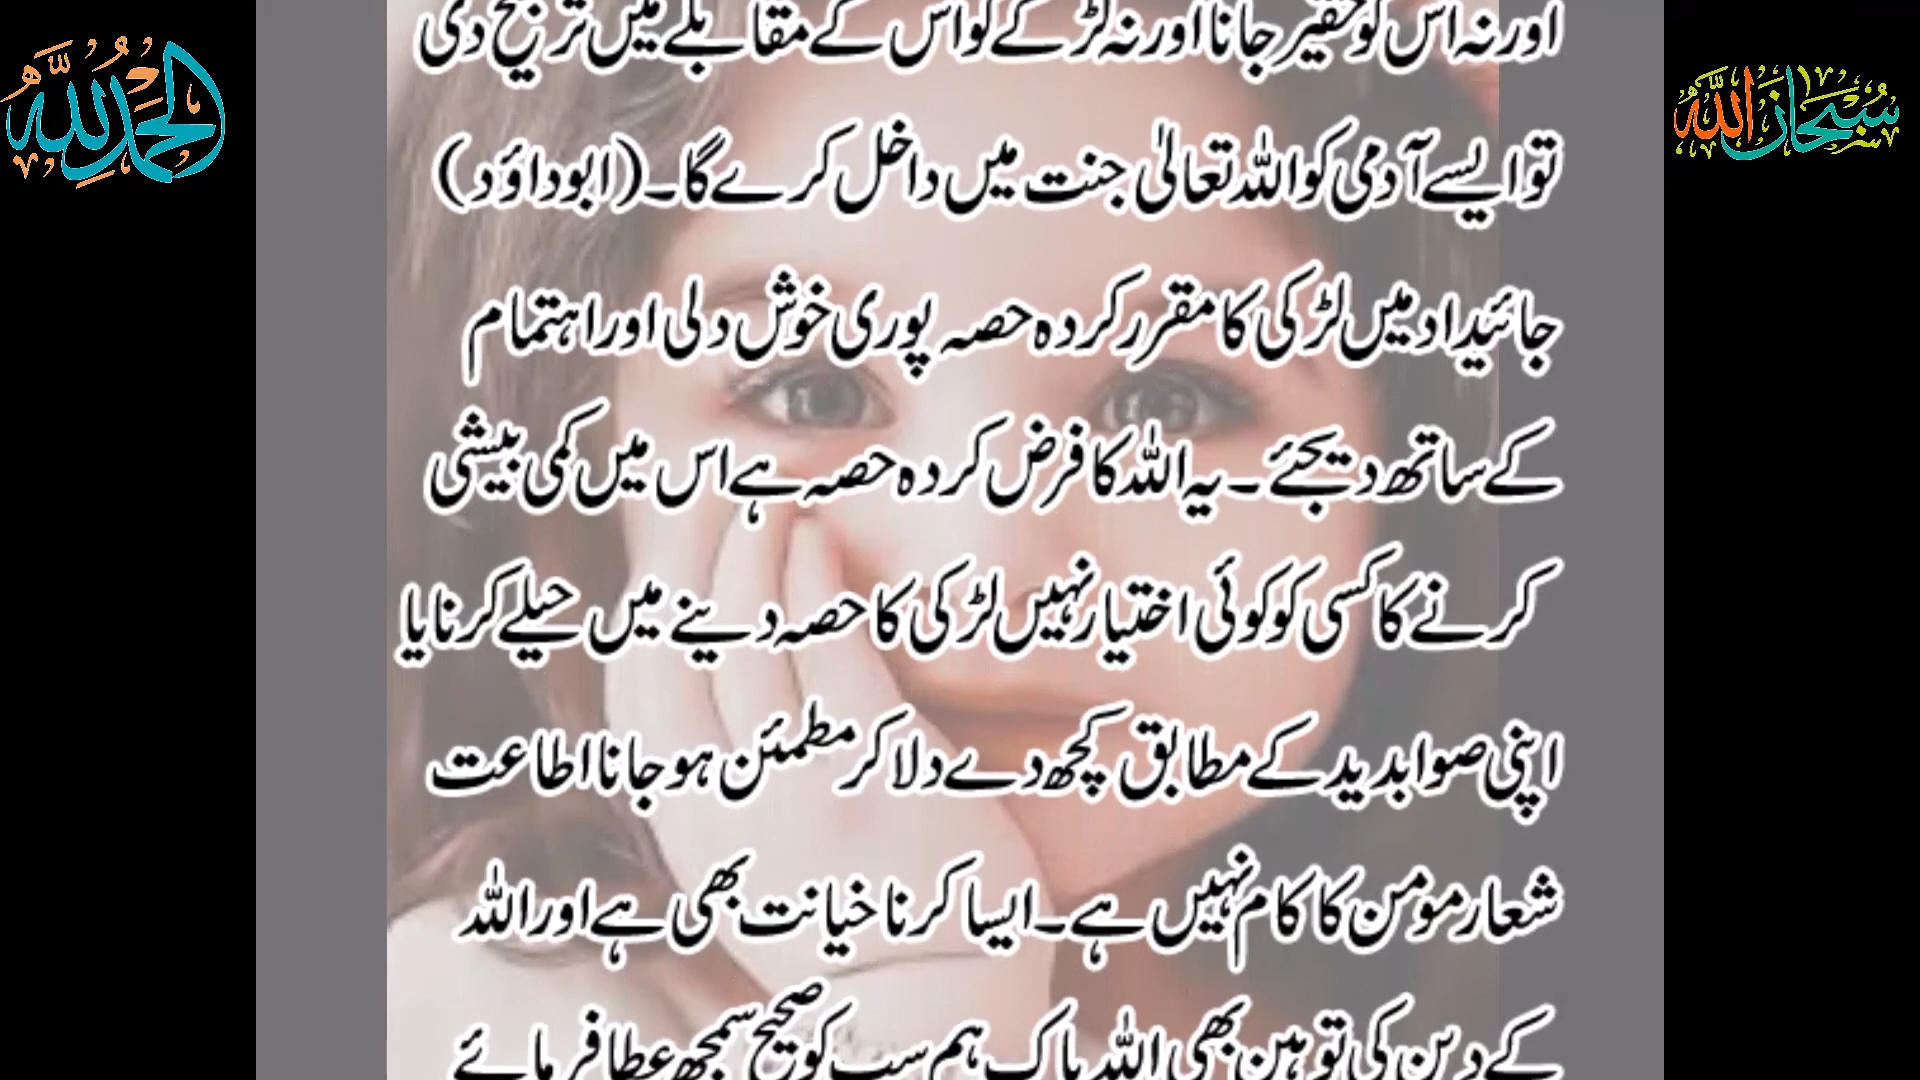 الحمدللہ
سبحان اللہ
اور نہ اس کو حقیر جانا اور نہ لڑکے کو اس کے مقابلے میں ترجیح دی
تو ایسے آدمی کو اللہ تعالیٰ جنت میں داخل کرے گا۔ (ابوداؤد)
جائیداد میں لڑکی کا مقرر کردہ حصہ پوری خوش دلی اور اہتمام
کے ساتھ دیجئے۔ یہ اللہ کا فرض کردہ حصہ ہے اس میں کمی بیشی
کرنے کا کسی کو کوئی اختیار نہیں لڑکی کا حصہ دینے میں حیلے کرنا یا
اپنی صوابدید کے مطابق کچھ دے دلا کر مطمئن ہو جانا اطاعت
شعار مومن کا کام نہیں ہے۔ ایسا کرنا خیانت بھی ہے اور اللہ
کے دین کی توہین بھی اللہ پاک ہم سب کو صحیح سمجھ عطا فرمائے